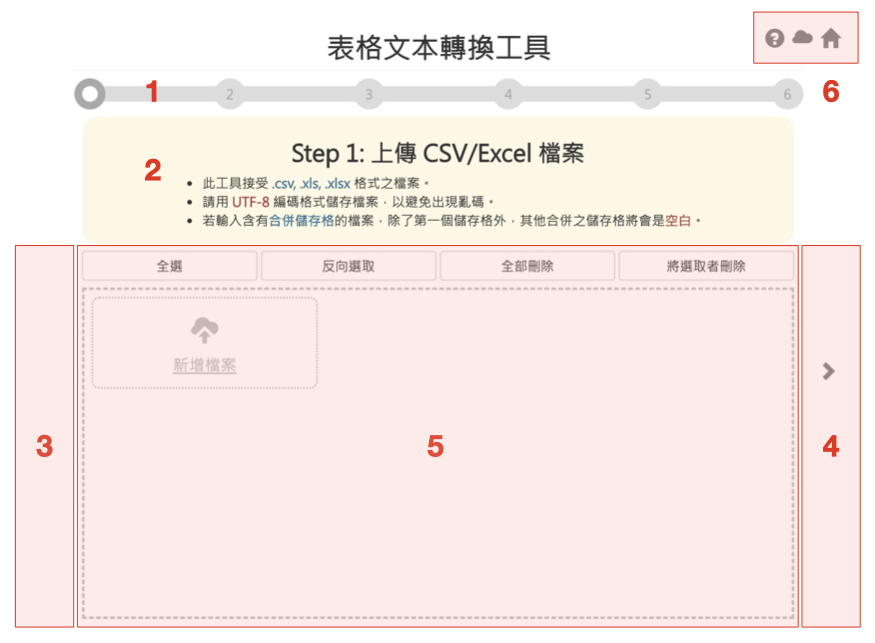 表格文本轉換工具
1 2 3 4 5 6 6
Step 1: 上傳 CSV/Excel 檔案
2
此工具接受 .csv, .xls, .xlsx 格式之檔案。
請用 UTF-8 編碼格式儲存檔案，以避免出現亂碼。
若輸入含有合併儲存格的檔案，除了第一個儲存格外，其他合併之儲存格將會是空白。
全選 反向選取 全部刪除 將選取者刪除
新增檔案
3 5 4